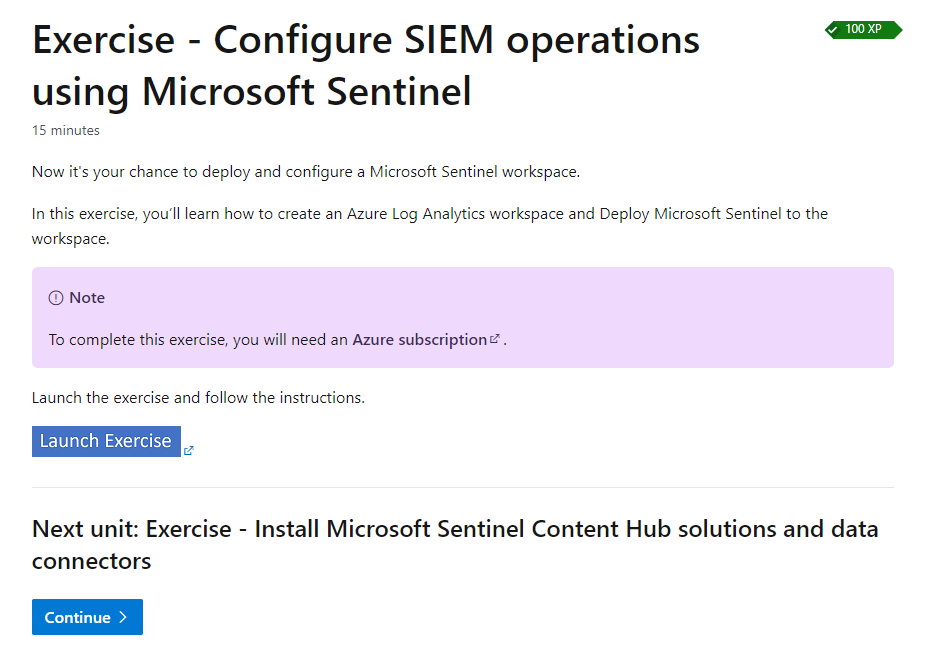 Exercise - Configure SIEM operations
using Microsoft Sentinel
100 XP
15 minutes
Now it's your chance to deploy and configure a Microsoft Sentinel workspace.
In this exercise, you'll learn how to create an Azure Log Analytics workspace and Deploy Microsoft Sentinel to the
workspace.
Note
To complete this exercise, you will need an Azure subscription .
Launch the exercise and follow the instructions.
Launch Exercise
Next unit: Exercise - Install Microsoft Sentinel Content Hub solutions and data
connectors
Continue